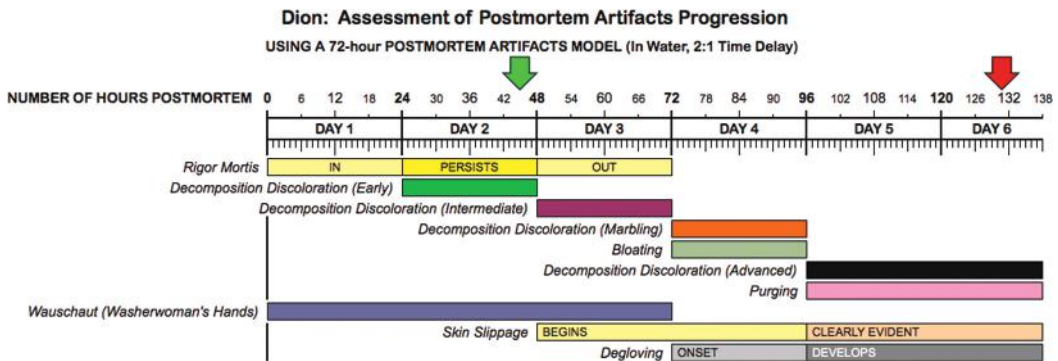 Dion: Assessment of Postmortem Artifacts Progression
USING A 72-hour POSTMORTEM ARTIFACTS MODEL (In Water, 2:1 Time Delay)
NUMBER OF HOURS POSTMORTEM 0 6 12 18 24 30 36 42 48 54 60 66 72 78 84 90 96 102 108 114 120 126 132 138
DAY 1 DAY 2 DAY 3 DAY 4 DAY 5 DAY 6
Rigor Mortis IN PERSISTS OUT
Decomposition Discoloration (Early)
Decomposition Discoloration (Intermediate)
Decomposition Discoloration (Marbling)
Bloating
Decomposition Discoloration (Advanced)
Purging
Wauschaut (Washerwoman's Hands)
Skin Slippage BEGINS CLEARLY EVIDENT
Degloving ONSET DEVELOPS